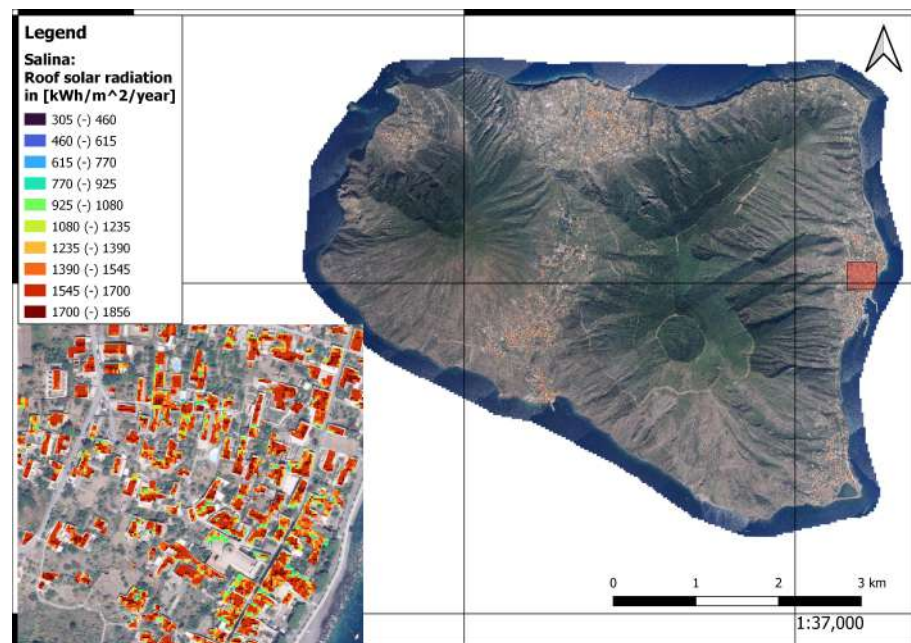 Legend
Salina:
Roof solar radiation
in [kWh/m^2/year]
305 (-) 460
460 (-) 615
615 (-) 770
770 (-) 925
925 (-) 1080
1080 (-) 1235
1235 (-) 1390
1390 (-) 1545
1545 (-) 1700
1700 (-) 1856
0 1 2 3 km
1:37,000